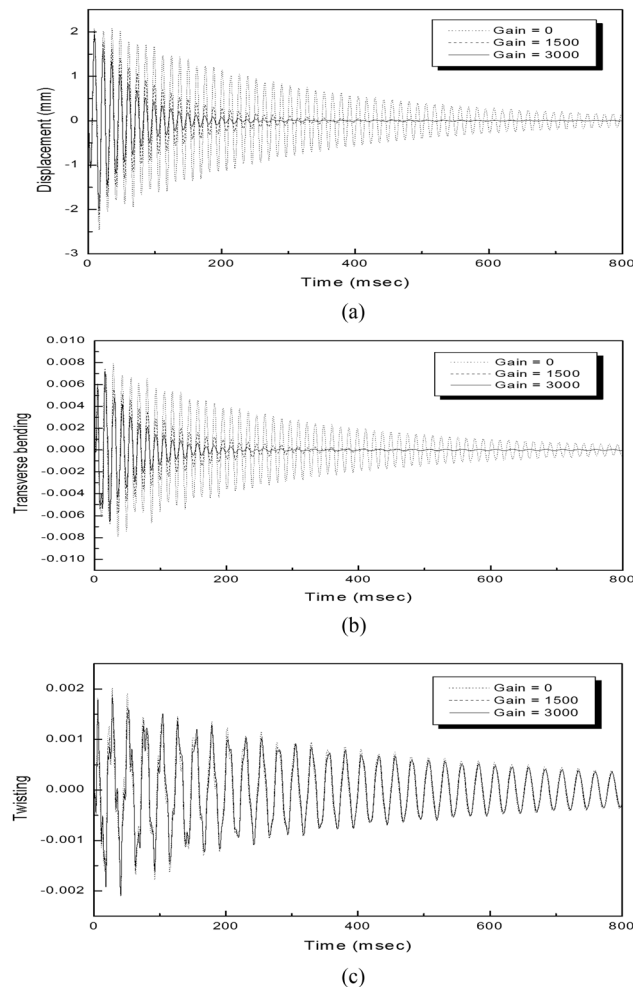 Gain = 0
Gain = 1500
Gain = 3000
2
1
0
-1
-2
-3
Displacement (mm)
0 200 400 600 800
Time (msec)
(a)
0.010
0.008
0.006
0.004
0.002
0.000
-0.002
-0.004
-0.006
-0.008
-0.010
Transverse bending
Gain = 0
Gain = 1500
Gain = 3000
0 200 400 600 800
Time (msec)
(b)
0.002
0.001
0.000
-0.001
-0.002
Twisting
Gain = 0
Gain = 1500
Gain = 3000
0 100 200 300 400 500 600 700 800
Time (msec)
(c)